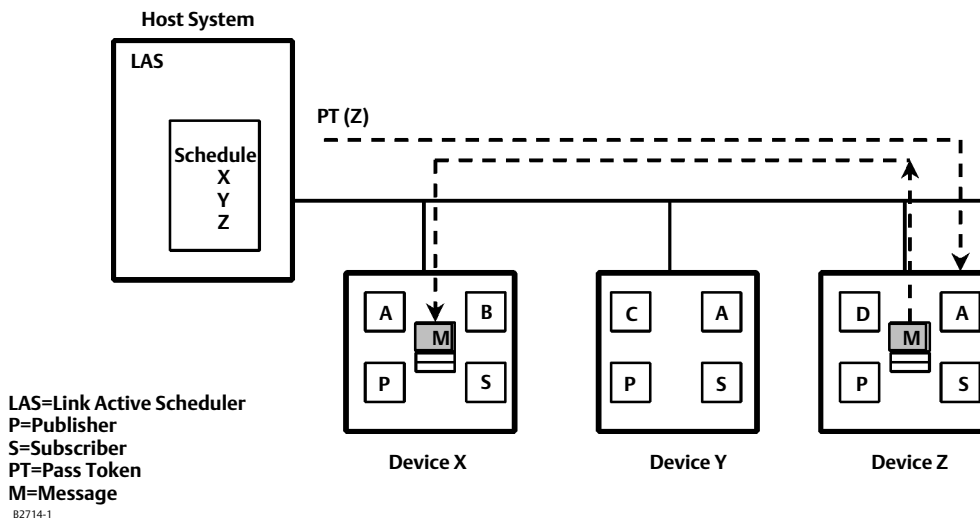 Host System
LAS
PT (Z)
Schedule
X
Y
Z
A
B
M
P
S
C
A
P
S
D
A
M
P
S
Device X
Device Y
Device Z
LAS=Link Active Scheduler
P=Publisher
S=Subscriber
PT=Pass Token
M=Message
B2714-1